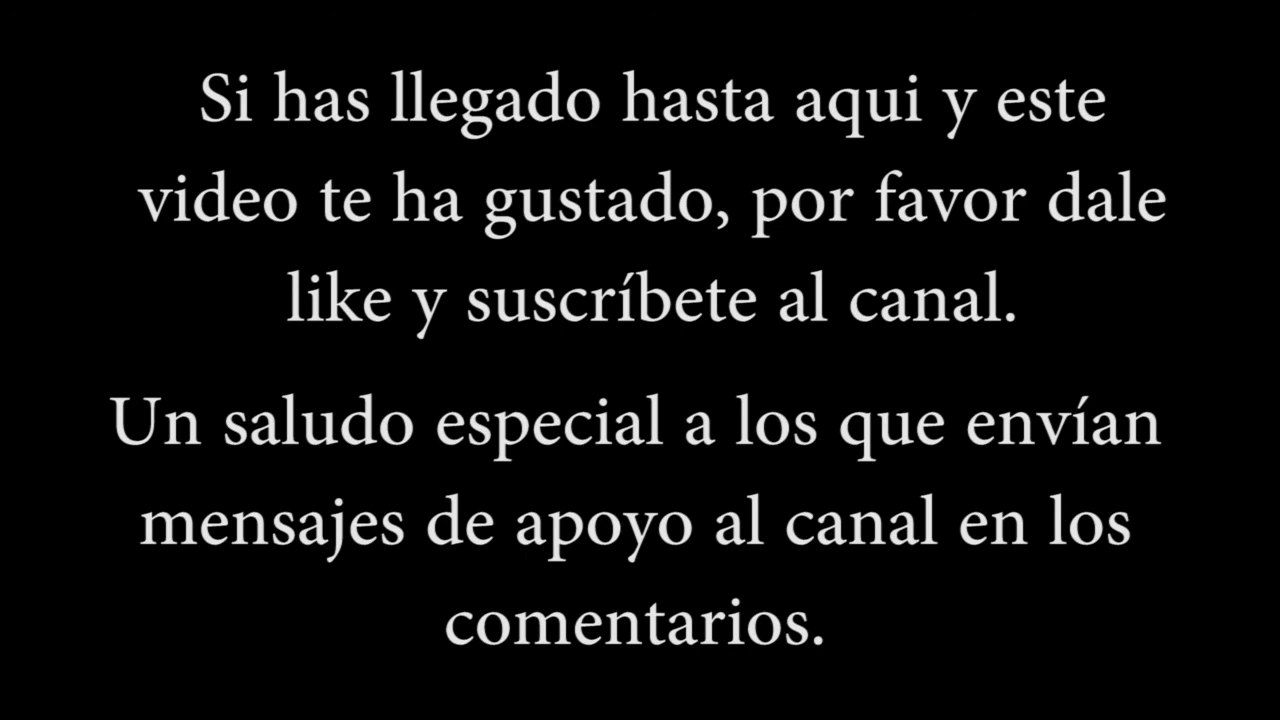 Si has llegado hasta aqui y este
video te ha gustado, por favor dale
like y suscríbete al canal.
Un saludo especial a los que envían
mensajes de apoyo al canal en los
comentarios.